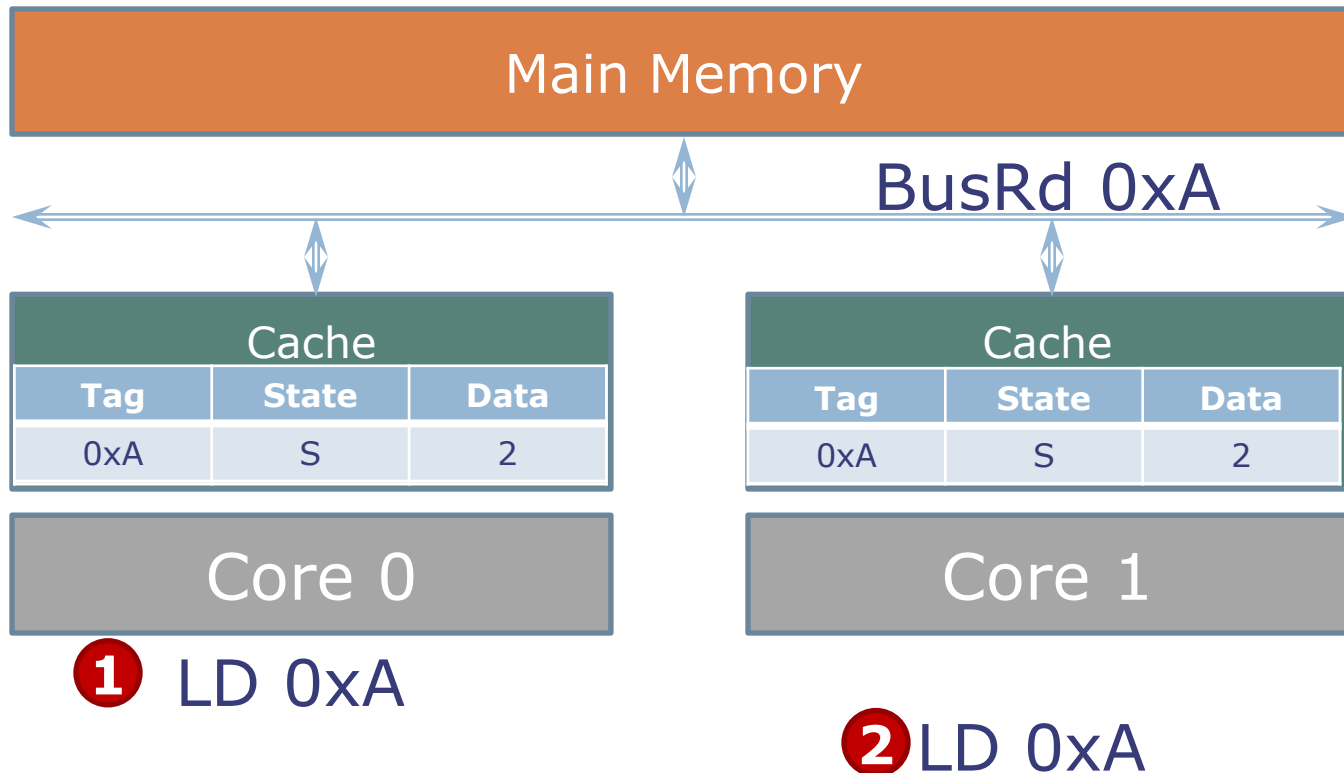 Main Memory
BusRd 0xA
Cache
Tag State Data
0xA S 2
Cache
Tag State Data
0xA S 2
Core 0
Core 1
1 LD 0xA
2 LD 0xA